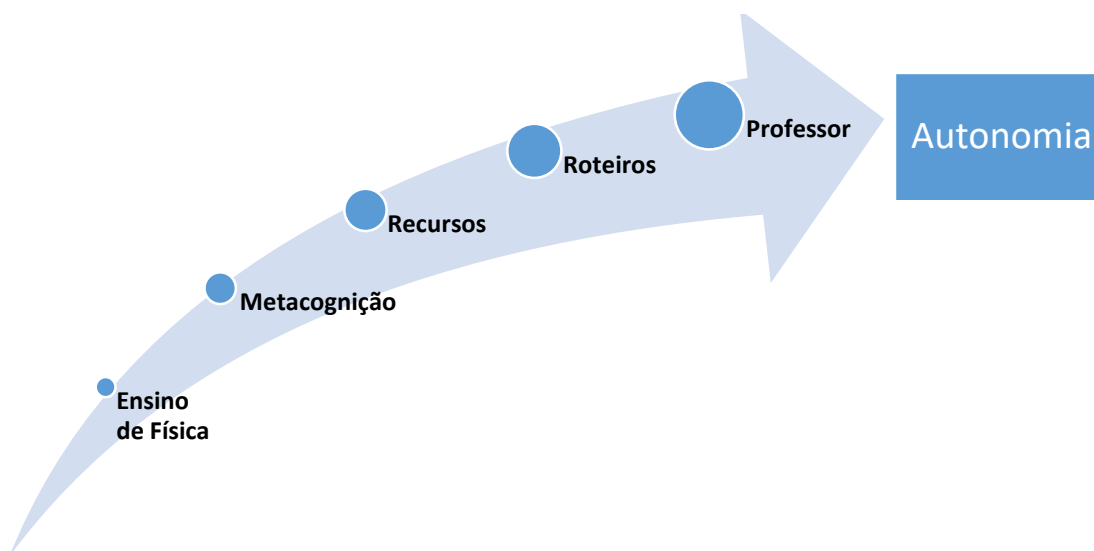 Professor
Autonomia
Roteiros
Recursos
Metacognição
Ensino
de Física